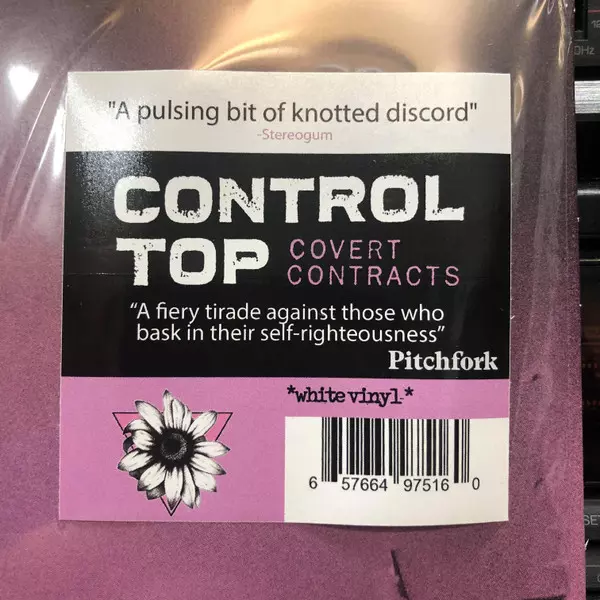 "A pulsing bit of knotted discord"
-Stereogum
CONTROL
TOP
COVERT
CONTRACTS
“A fiery tirade against those who
bask in their self-righteousness”
Pitchfork
*white vinyl*
6 57664 97516 0